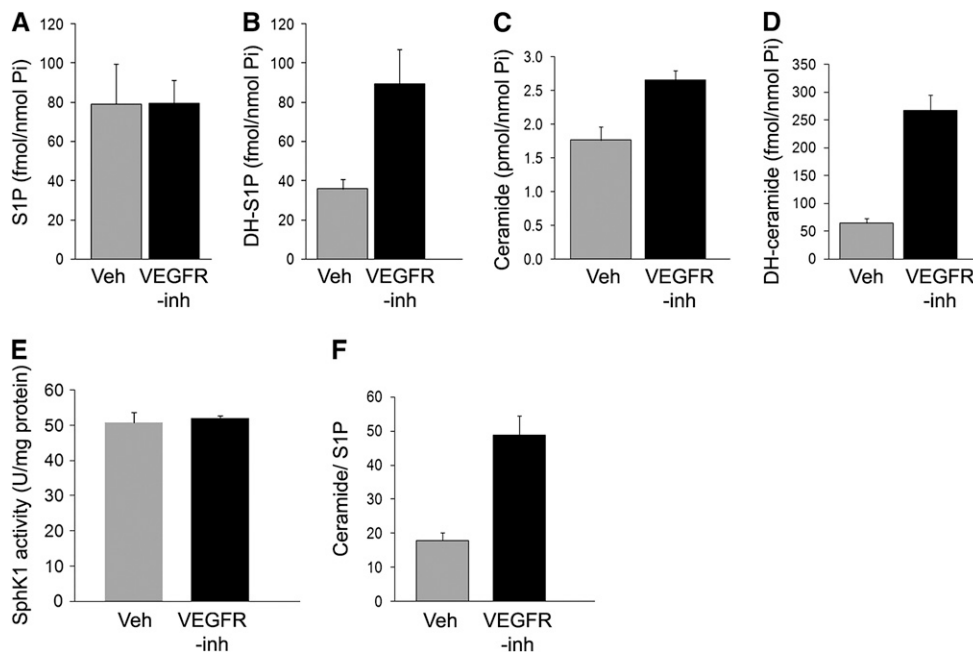 A
S1P (fmol/nmol Pi)
120
100
80
60
40
20
0
Veh VEGFR
-inh
B
DH-S1P (fmol/nmol Pi)
120
100
80
60
40
20
0
Veh VEGFR
-inh
C
Ceramide (pmol/nmol Pi)
3.0
2.5
2.0
1.5
1.0
0.5
0.0
Veh VEGFR
-inh
D
DH-ceramide (fmol/nmol Pi)
350
300
250
200
150
100
50
0
Veh VEGFR
-inh
E
SphK1 activity (U/mg protein)
60
50
40
30
20
10
0
Veh VEGFR
-inh
F
Ceramide/ S1P
60
50
40
30
20
10
0
Veh VEGFR
-inh